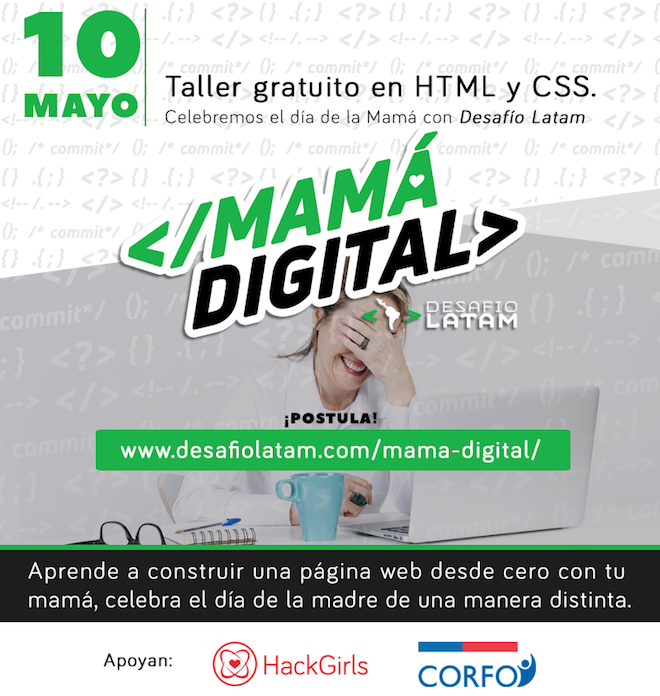 10
MAYO
Taller gratuito en HTML y CSS.
Celebremos el día de la Mamá con Desafío Latam
</MAMÁ
DIGITAL>
DESAFIO
LATAM
¡POSTULA!
www.desafiolatam.com/mama-digital/
Aprende a construir una página web desde cero con tu
mamá, celebra el día de la madre de una manera distinta.
Apoyan:
HackGirls
CORFO